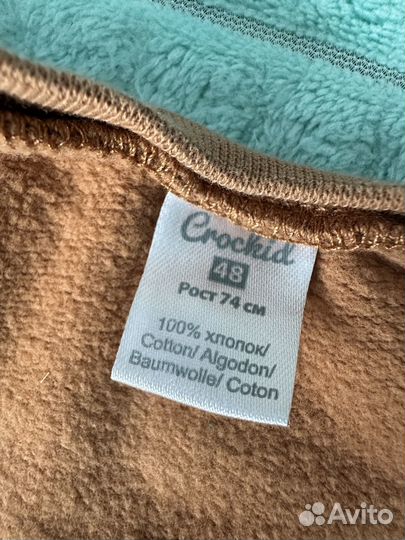 Crockid
48
Рост 74 см
100% хлопок/
Cotton/ Algodon/
Baumwolle/ Coton
Avito